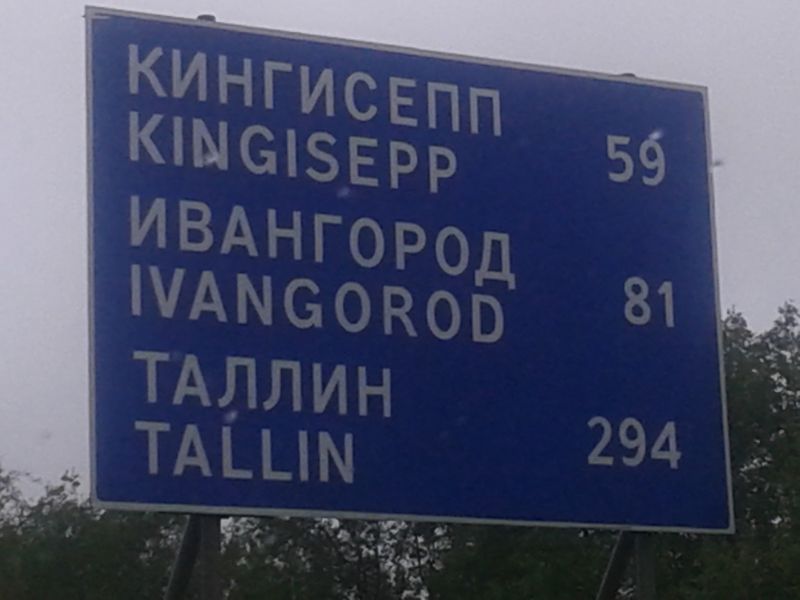 КИНГИСЕПП
KINGISEPP 59
ИВАНГОРОД
IVANGOROD 81
ТАЛЛИН
TALLIN 294